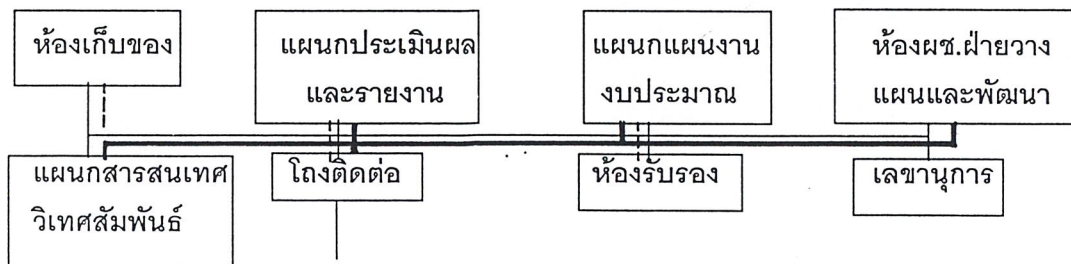 ห้องเก็บของ
แผนกประเมินผล
และรายงาน
แผนกแผนงาน
งบประมาณ
ห้องผช.ฝ่ายวาง
แผนและพัฒนา
แผนกสารสนเทศ
วิเทศสัมพันธ์
โถงติดต่อ
ห้องรับรอง
เลขานุการ